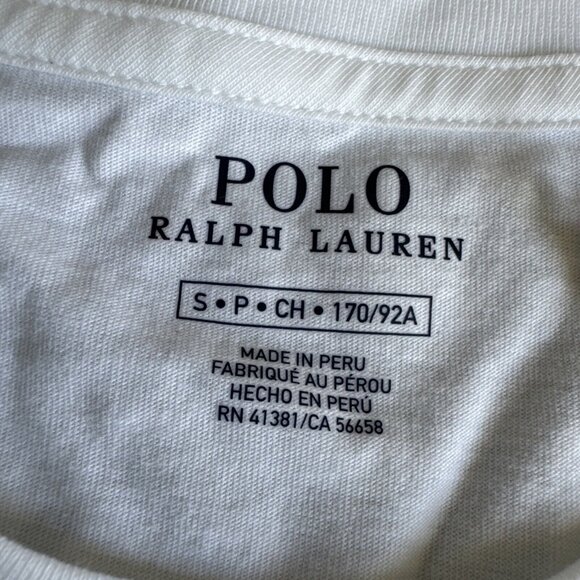 POLO
RALPH LAUREN
S • P • CH • 170/92A
MADE IN PERU
FABRIQUÉ AU PÉROU
HECHO EN PERÚ
RN 41381/CA 56658